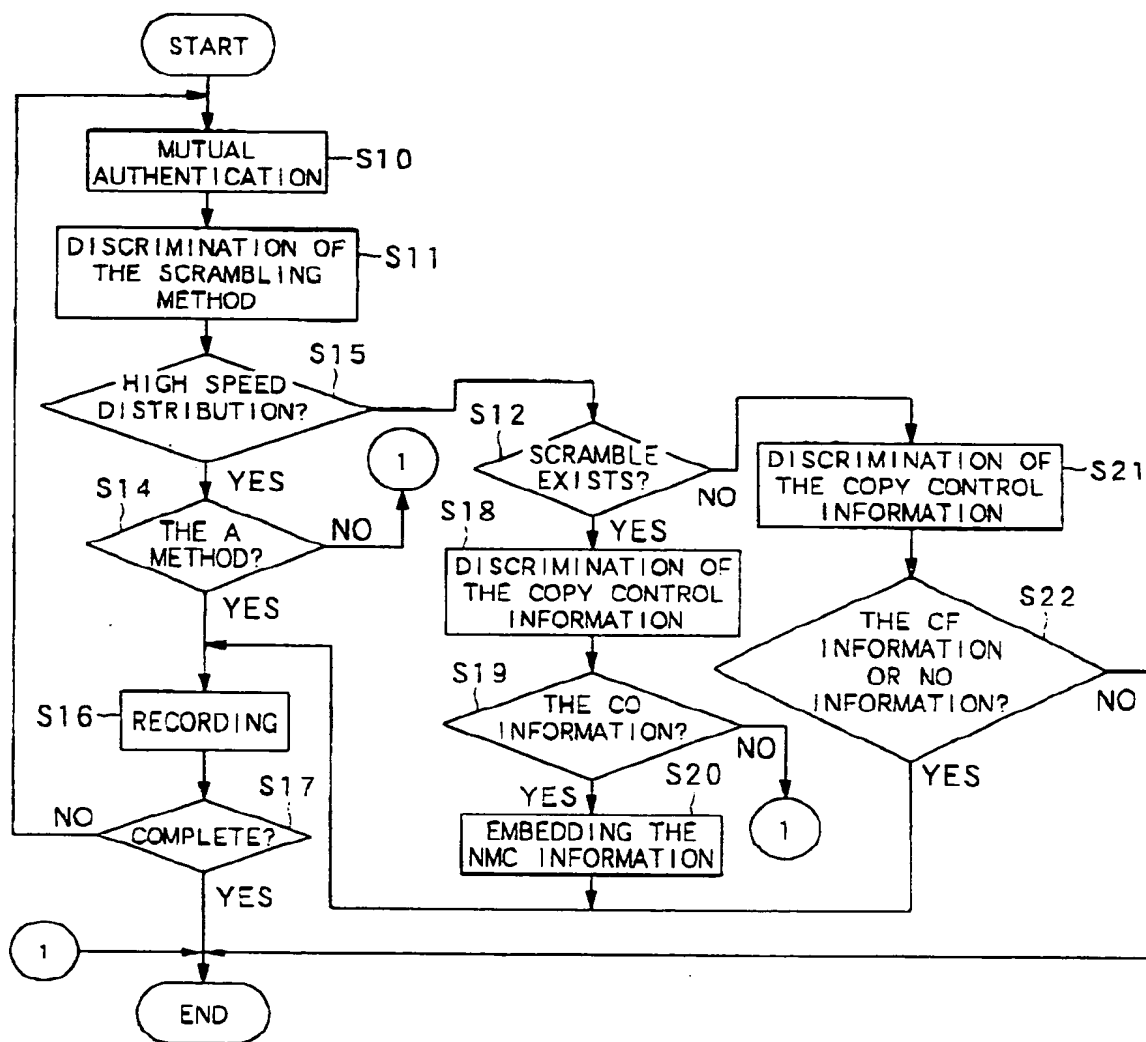 START
MUTUAL
AUTHENTICATION
S10
DISCRIMINATION OF
THE SCRAMBLING
METHOD
S11
S15
HIGH SPEED
DISTRIBUTION?
YES
S14
THE A
METHOD?
NO
1
YES
S16
RECORDING
S17
NO
COMPLETE?
YES
1
END
S12
SCRAMBLE
EXISTS?
NO
YES
S18
DISCRIMINATION OF
THE COPY CONTROL
INFORMATION
S19
THE CO
INFORMATION?
NO
1
YES
S20
EMBEDDING THE
NMC INFORMATION
DISCRIMINATION OF
THE COPY CONTROL
INFORMATION
S21
S22
THE CF
INFORMATION
OR NO
INFORMATION?
NO
YES